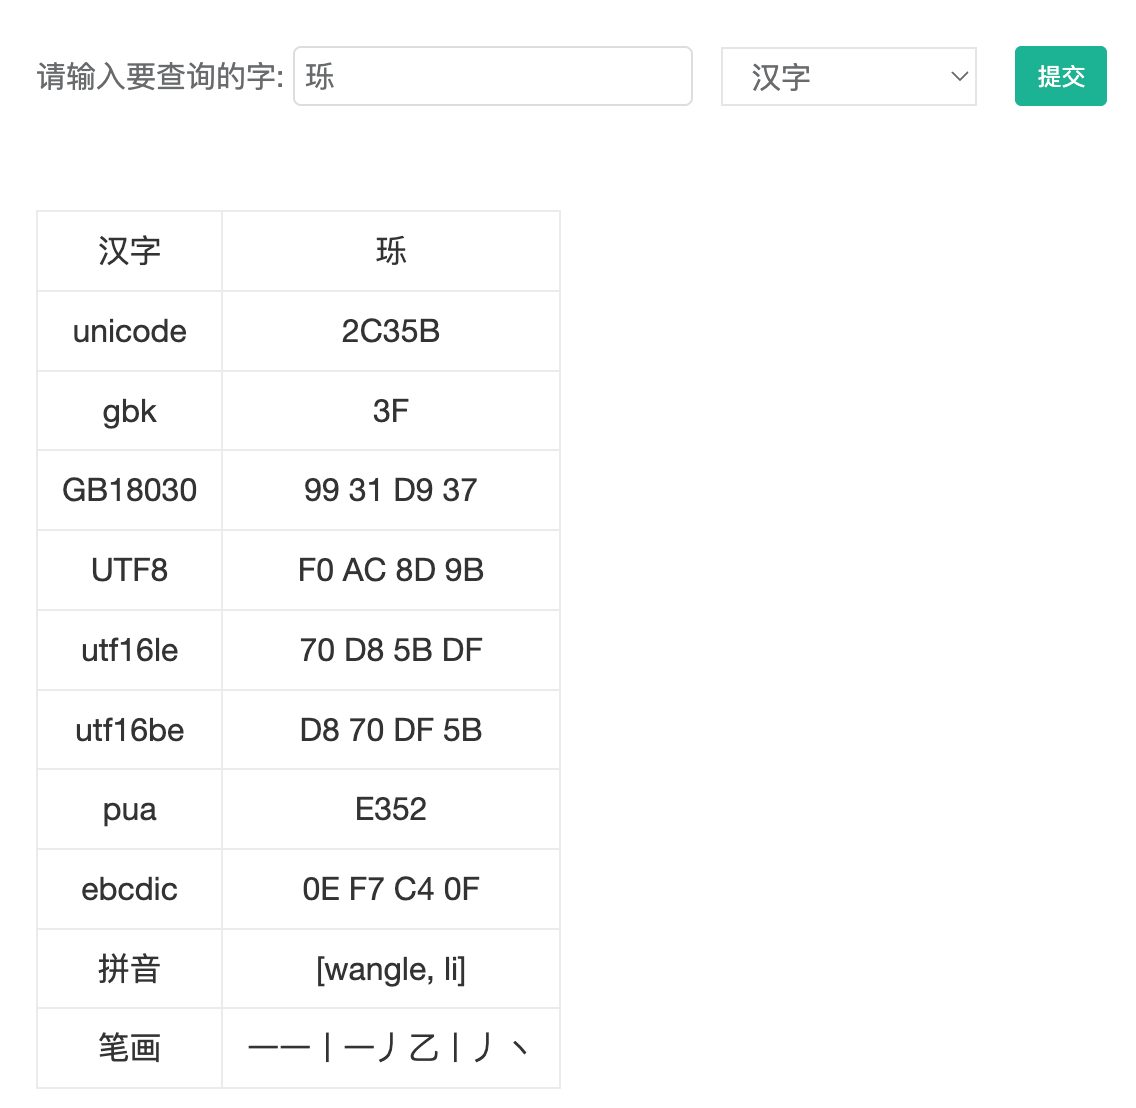 请输入要查询的字: 𬍛 汉字 提交
汉字 𬍛
unicode 2C35B
gbk 3F
GB18030 99 31 D9 37
UTF8 F0 AC 8D 9B
utf16le 70 D8 5B DF
utf16be D8 70 DF 5B
pua E352
ebcdic 0E F7 C4 0F
拼音 [wangle, li]
笔画 一一丨一丿乙丨丿丶